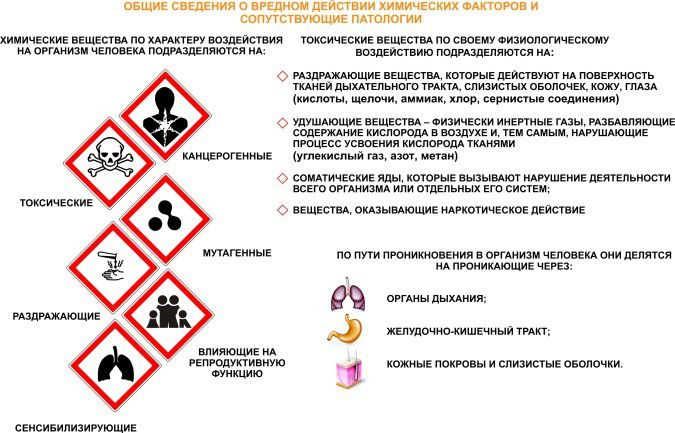 ОБЩИЕ СВЕДЕНИЯ О ВРЕДНОМ ДЕЙСТВИИ ХИМИЧЕСКИХ ФАКТОРОВ И
СОПУТСТВУЮЩИЕ ПАТОЛОГИИ
ХИМИЧЕСКИЕ ВЕЩЕСТВА ПО ХАРАКТЕРУ ВОЗДЕЙСТВИЯ
НА ОРГАНИЗМ ЧЕЛОВЕКА ПОДРАЗДЕЛЯЮТСЯ НА:
КАНЦЕРОГЕННЫЕ
ТОКСИЧЕСКИЕ
МУТАГЕННЫЕ
РАЗДРАЖАЮЩИЕ
ВЛИЯЮЩИЕ НА
РЕПРОДУКТИВНУЮ
ФУНКЦИЮ
СЕНСИБИЛИЗИРУЮЩИЕ
ТОКСИЧЕСКИЕ ВЕЩЕСТВА ПО СВОЕМУ ФИЗИОЛОГИЧЕСКОМУ
ВОЗДЕЙСТВИЮ ПОДРАЗДЕЛЯЮТСЯ НА:
РАЗДРАЖАЮЩИЕ ВЕЩЕСТВА, КОТОРЫЕ ДЕЙСТВУЮТ НА ПОВЕРХНОСТЬ
ТКАНЕЙ ДЫХАТЕЛЬНОГО ТРАКТА, СЛИЗИСТЫХ ОБОЛОЧЕК, КОЖУ, ГЛАЗА
(кислоты, щелочи, аммиак, хлор, сернистые соединения)
УДУШАЮЩИЕ ВЕЩЕСТВА – ФИЗИЧЕСКИ ИНЕРТНЫЕ ГАЗЫ, РАЗБАВЛЯЮЩИЕ
СОДЕРЖАНИЕ КИСЛОРОДА В ВОЗДУХЕ И, ТЕМ САМЫМ, НАРУШАЮЩИЕ
ПРОЦЕСС УСВОЕНИЯ КИСЛОРОДА ТКАНЯМИ
(углекислый газ, азот, метан)
СОМАТИЧЕСКИЕ ЯДЫ, КОТОРЫЕ ВЫЗЫВАЮТ НАРУШЕНИЕ ДЕЯТЕЛЬНОСТИ
ВСЕГО ОРГАНИЗМА ИЛИ ОТДЕЛЬНЫХ ЕГО СИСТЕМ;
ВЕЩЕСТВА, ОКАЗЫВАЮЩИЕ НАРКОТИЧЕСКОЕ ДЕЙСТВИЕ
ПО ПУТИ ПРОНИКНОВЕНИЯ В ОРГАНИЗМ ЧЕЛОВЕКА ОНИ ДЕЛЯТСЯ
НА ПРОНИКАЮЩИЕ ЧЕРЕЗ:
ОРГАНЫ ДЫХАНИЯ;
ЖЕЛУДОЧНО-КИШЕЧНЫЙ ТРАКТ;
КОЖНЫЕ ПОКРОВЫ И СЛИЗИСТЫЕ ОБОЛОЧКИ.